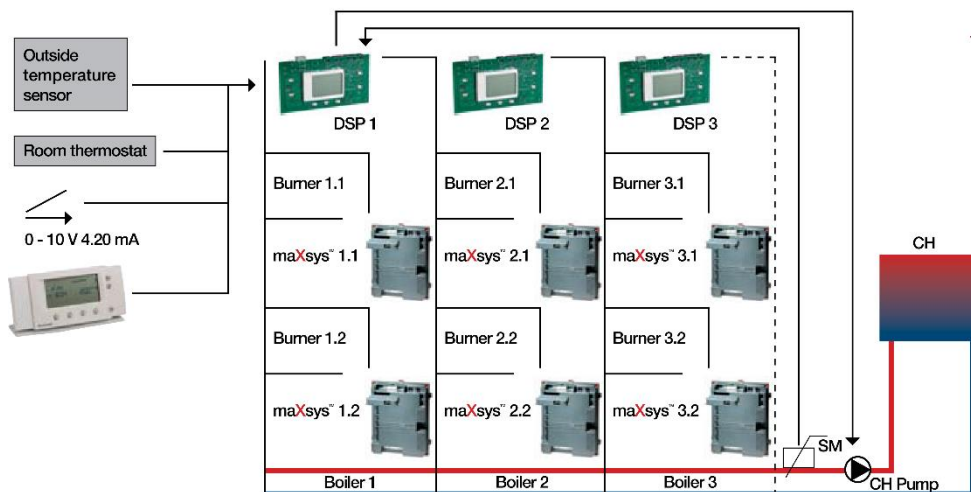 Outside
temperature
sensor
Room thermostat
0 - 10 V 4.20 mA
DSP 1
DSP 2
DSP 3
Burner 1.1
Burner 2.1
Burner 3.1
maXsys™ 1.1
maXsys™ 2.1
maXsys™ 3.1
Burner 1.2
Burner 2.2
Burner 3.2
maXsys™ 1.2
maXsys™ 2.2
maXsys™ 3.2
Boiler 1
Boiler 2
Boiler 3
CH
SM
CH Pump